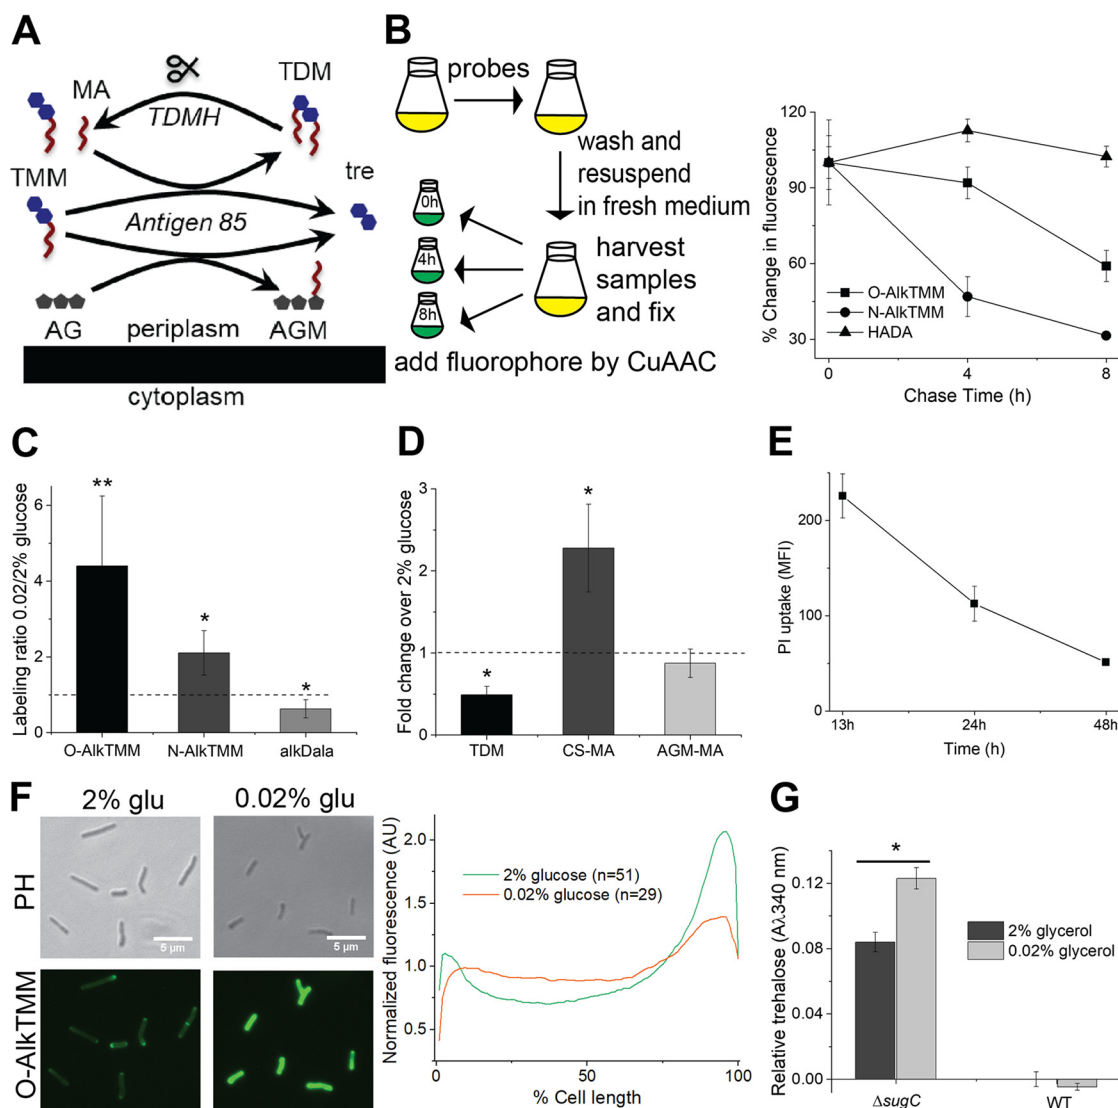 A
MA
TDM
TDMH
TMM
tre
Antigen 85
AG
periplasm
AGM
cytoplasm
B
probes
wash and
resuspend
in fresh medium
0h
4h
8h
harvest
samples
and fix
add fluorophore by CuAAC
% Change in fluorescence
120
90
60
30
O-AlkTMM
N-AlkTMM
HADA
0
4
8
Chase Time (h)
C
Labeling ratio 0.02/2% glucose
6
4
2
0
**
*
*
O-AlkTMM
N-AlkTMM
alkDala
D
Fold change over 2% glucose
3
2
1
0
*
*
TDM
CS-MA
AGM-MA
E
PI uptake (MFI)
200
100
0
13h
24h
48h
Time (h)
F
2% glu
0.02% glu
PH
5 µm
5 µm
O-AlkTMM
Normalized fluorescence (AU)
2.0
1.5
1.0
0.5
2% glucose (n=51)
0.02% glucose (n=29)
0
50
100
% Cell length
G
Relative trehalose (Aλ340 nm)
0.12
0.08
0.04
0.00
*
2% glycerol
0.02% glycerol
ΔsugC
WT